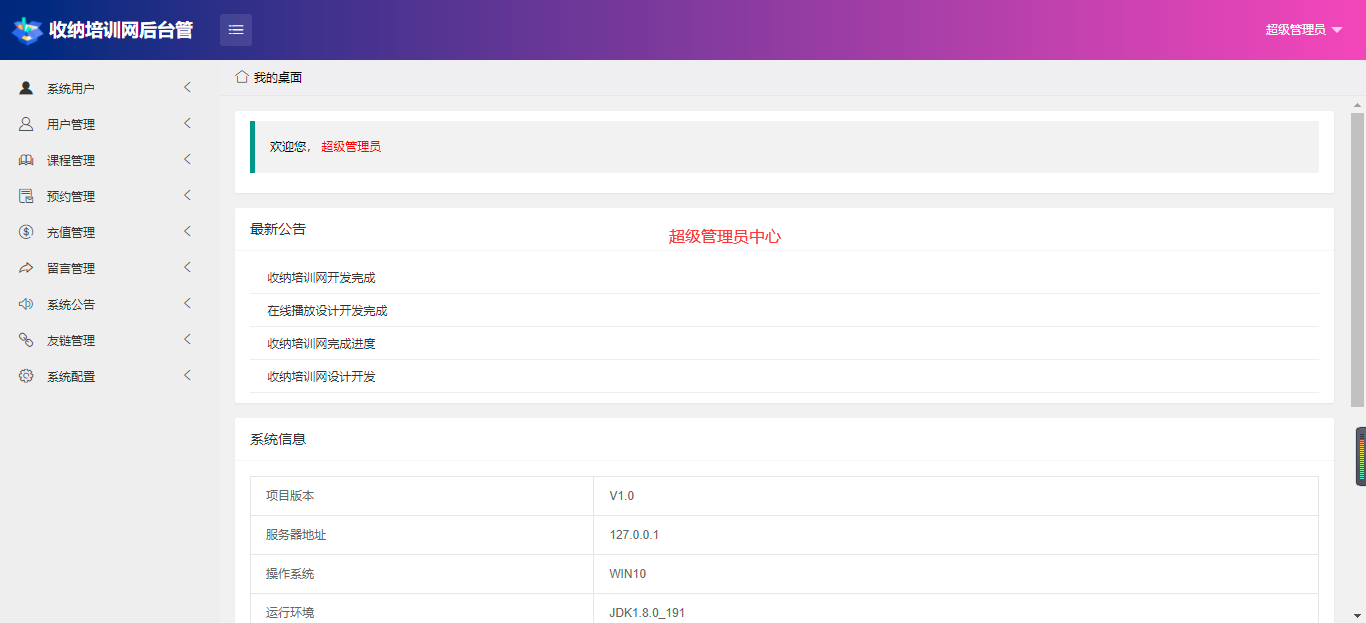 收纳培训网后台管
超级管理员
系统用户
用户管理
课程管理
预约管理
充值管理
留言管理
系统公告
友链管理
系统配置
我的桌面
欢迎您， 超级管理员
最新公告
超级管理员中心
收纳培训网开发完成
在线播放设计开发完成
收纳培训网完成进度
收纳培训网设计开发
系统信息
项目版本 V1.0
服务器地址 127.0.0.1
操作系统 WIN10
运行环境 JDK1.8.0_191